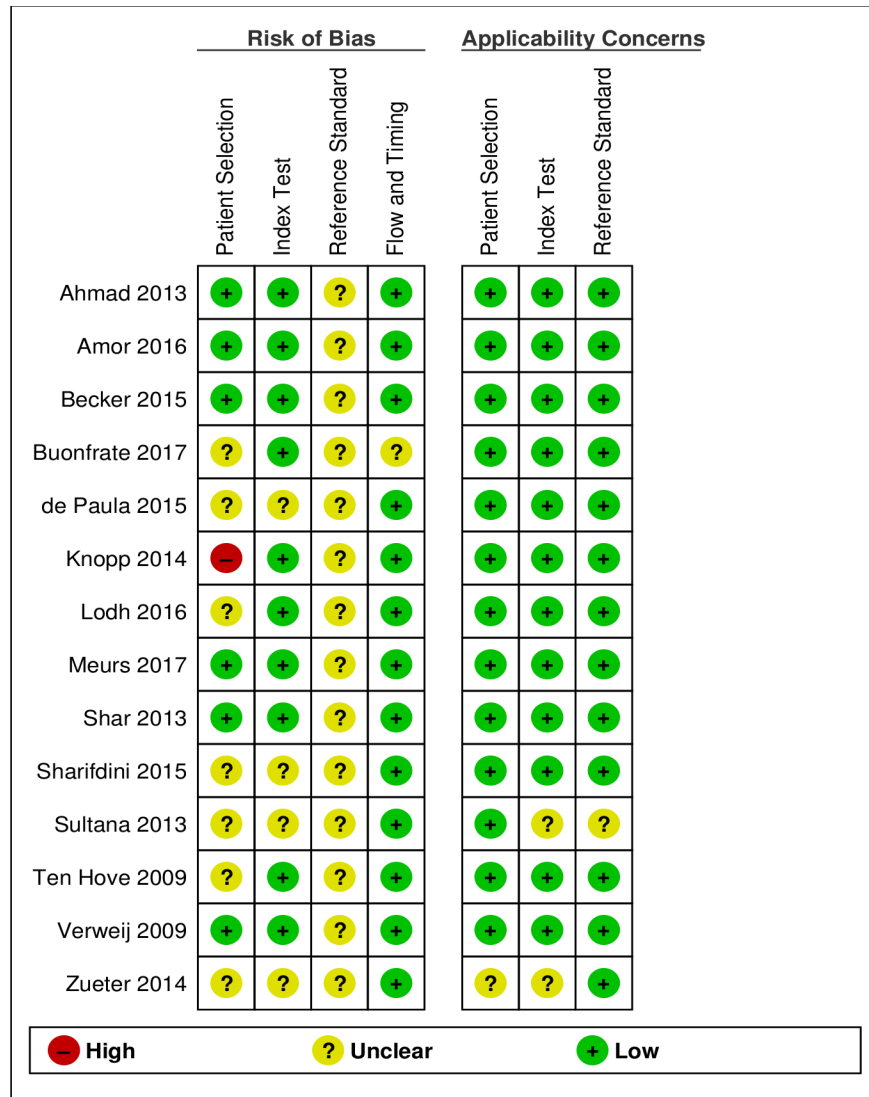 Risk of Bias Applicability Concerns
Patient Selection Index Test Reference Standard Flow and Timing Patient Selection Index Test Reference Standard
Ahmad 2013 + + ? + + + +
Amor 2016 + + ? + + + +
Becker 2015 + + ? + + + +
Buonfrate 2017 ? + ? ? + + +
de Paula 2015 ? ? ? + + + +
Knopp 2014 – + ? + + + +
Lodh 2016 ? + ? + + + +
Meurs 2017 + + ? + + + +
Shar 2013 + + ? + + + +
Sharifdini 2015 ? ? ? + + + +
Sultana 2013 ? ? ? + + ? ?
Ten Hove 2009 ? + ? + + + +
Verweij 2009 + + ? + + + +
Zueter 2014 ? ? ? + ? ? +
– High ? Unclear + Low